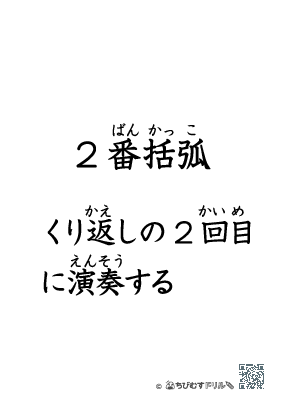 ばん かっ こ
２番括弧
かえ かい め
くり返しの２回目
えんそう
に演奏する
© ちびむすドリル